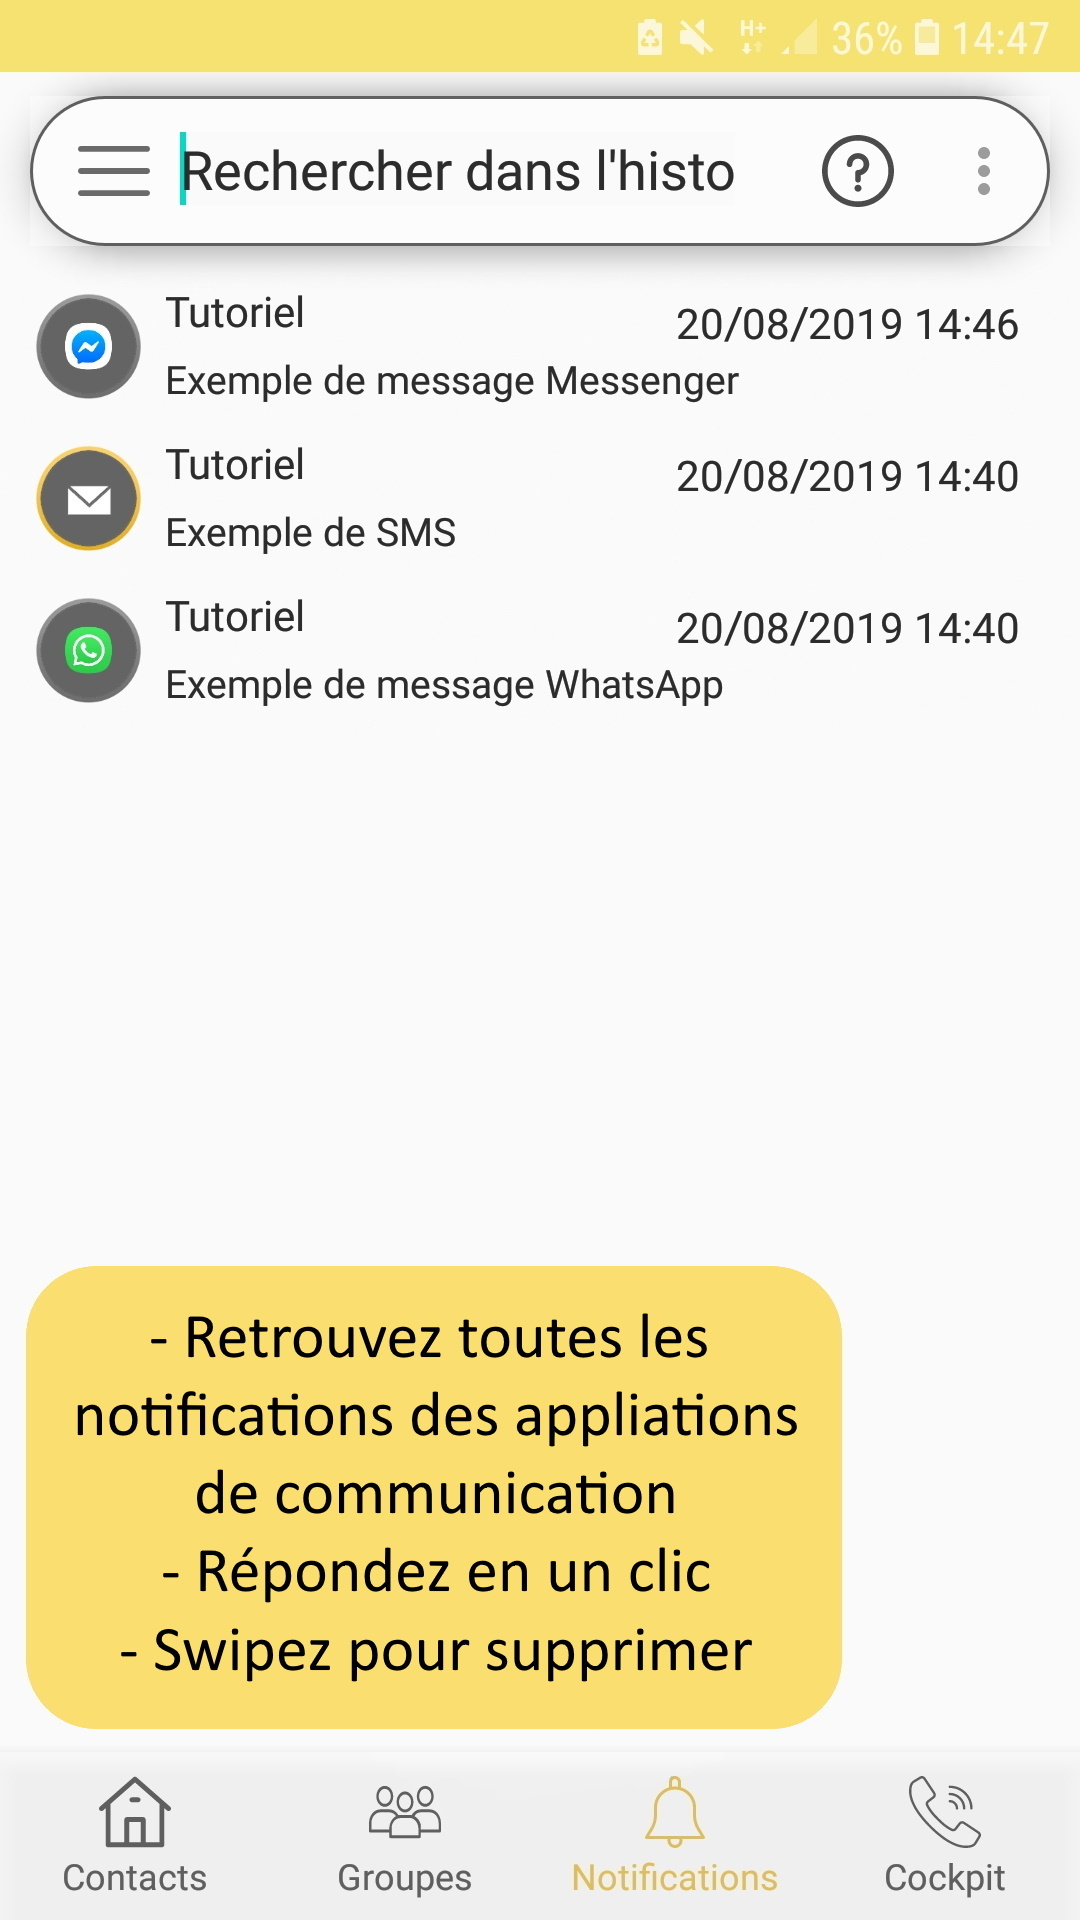 H+ 36% 14:47
Rechercher dans l'histo
Tutoriel
20/08/2019 14:46
Exemple de message Messenger
Tutoriel
20/08/2019 14:40
Exemple de SMS
Tutoriel
20/08/2019 14:40
Exemple de message WhatsApp
- Retrouvez toutes les
notifications des appliations
de communication
- Répondez en un clic
- Swipez pour supprimer
Contacts Groupes Notifications Cockpit